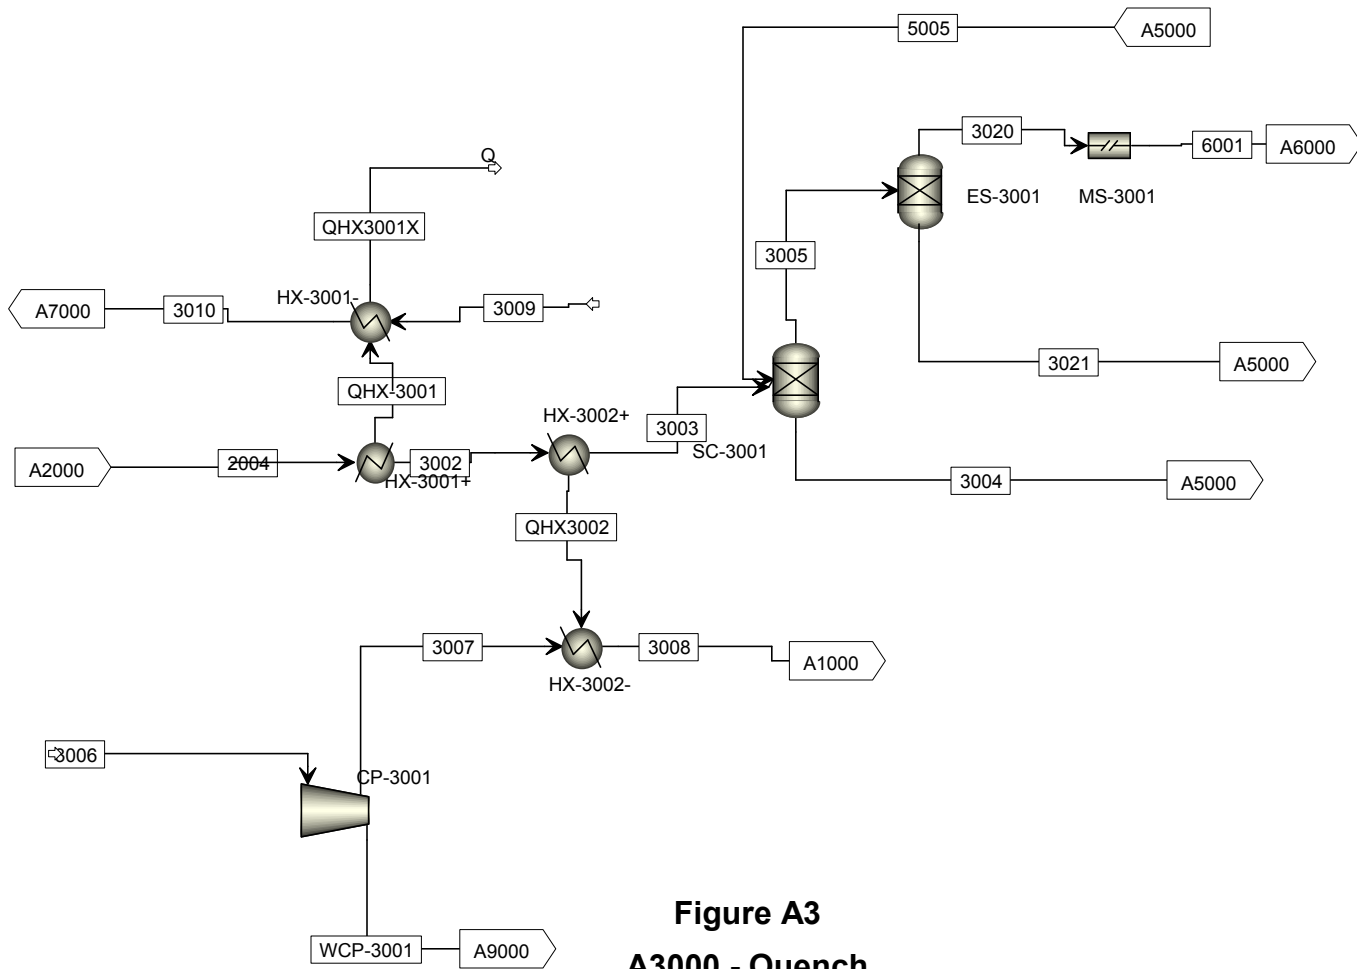 5005
A5000
3020
6001
A6000
ES-3001
MS-3001
Q
QHX3001X
3005
A7000
3010
HX-3001-
3009
3021
A5000
QHX-3001
HX-3002+
3003
SC-3001
A2000
2004
3002
HX-3001+
3004
A5000
QHX3002
3007
3008
A1000
HX-3002-
3006
CP-3001
WCP-3001
A9000
Figure A3
A3000 - Quench